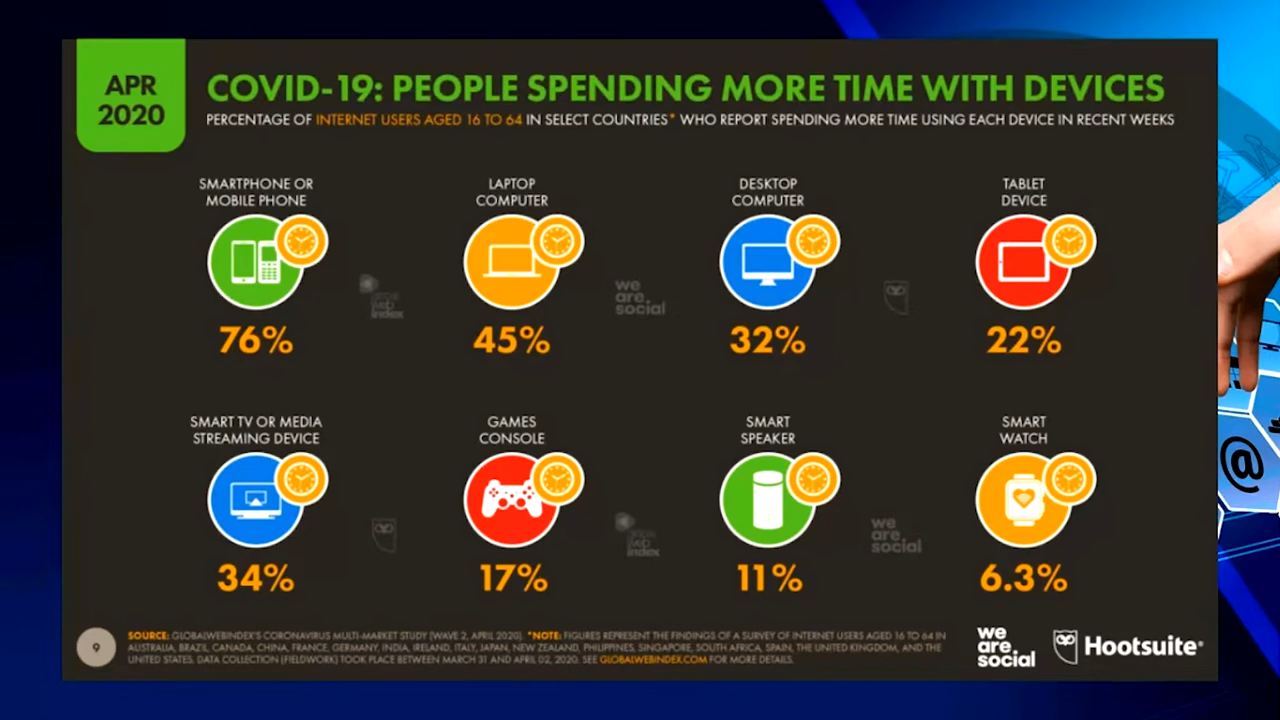 APR
2020
COVID-19: PEOPLE SPENDING MORE TIME WITH DEVICES
PERCENTAGE OF INTERNET USERS AGED 16 TO 64 IN SELECT COUNTRIES* WHO REPORT SPENDING MORE TIME USING EACH DEVICE IN RECENT WEEKS
SMARTPHONE OR
MOBILE PHONE
76%
LAPTOP
COMPUTER
45%
DESKTOP
COMPUTER
32%
TABLET
DEVICE
22%
we
are.
social
web
index
SMART TV OR MEDIA
STREAMING DEVICE
34%
GAMES
CONSOLE
17%
SMART
SPEAKER
11%
SMART
WATCH
6.3%
web
index
we
are.
social
@
9
SOURCE: GLOBALWEBINDEX'S CORONAVIRUS MULTI-MARKET STUDY (WAVE 2, APRIL 2020). *NOTE: FIGURES REPRESENT THE FINDINGS OF A SURVEY OF INTERNET USERS AGED 16 TO 64 IN
AUSTRALIA, BRAZIL, CANADA, CHINA, FRANCE, GERMANY, INDIA, IRELAND, ITALY, JAPAN, NEW ZEALAND, PHILIPPINES, SINGAPORE, SOUTH AFRICA, SPAIN, THE UNITED KINGDOM, AND THE
UNITED STATES. DATA COLLECTION (FIELDWORK) TOOK PLACE BETWEEN MARCH 31 AND APRIL 02, 2020. SEE GLOBALWEBINDEX.COM FOR MORE DETAILS.
we
are.
social
Hootsuite®